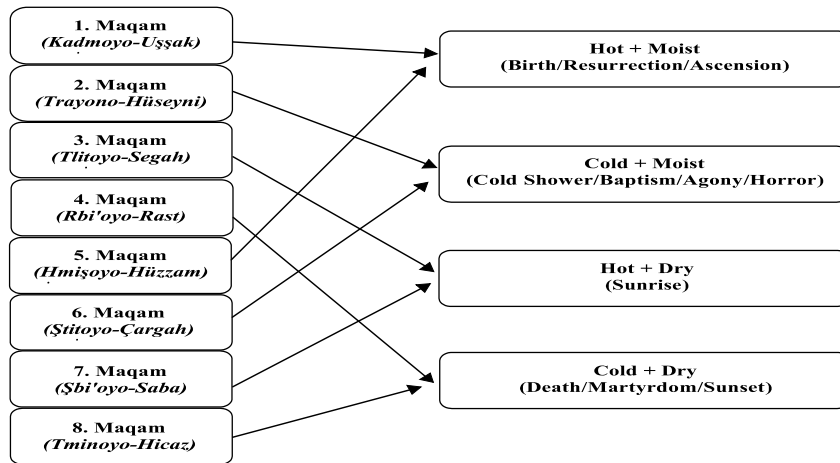 1. Maqam
(Kadmoyo-Uşşak)
2. Maqam
(Trayono-Hüseyni)
3. Maqam
(Tlitoyo-Segah)
4. Maqam
(Rbi'oyo-Rast)
5. Maqam
(Hmişoyo-Hüzzam)
6. Maqam
(Ştitoyo-Çargah)
7. Maqam
(Şbi'oyo-Saba)
8. Maqam
(Tminoyo-Hicaz)
Hot + Moist
(Birth/Resurrection/Ascension)
Cold + Moist
(Cold Shower/Baptism/Agony/Horror)
Hot + Dry
(Sunrise)
Cold + Dry
(Death/Martyrdom/Sunset)